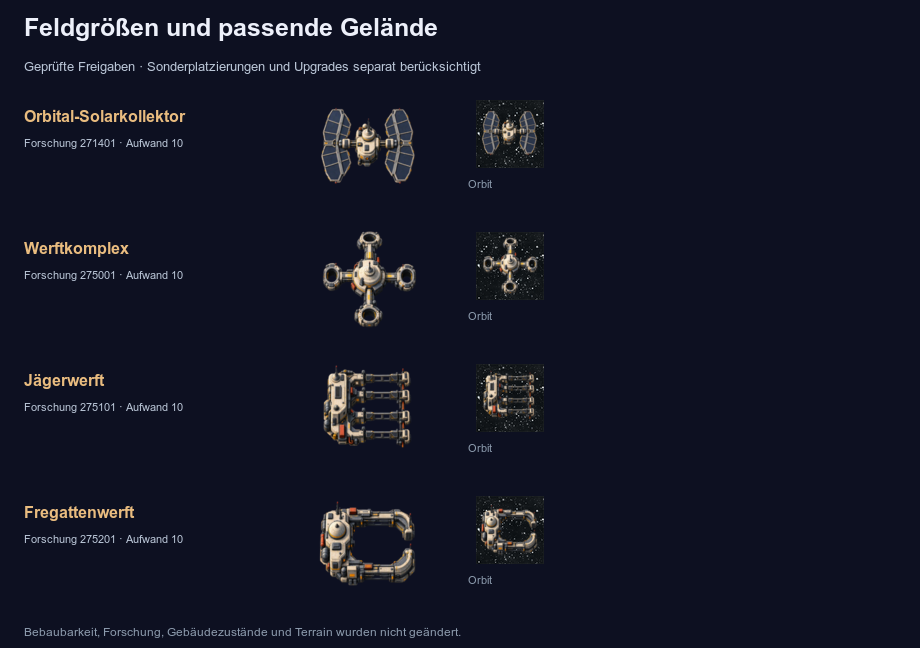 Feldgrößen und passende Gelände
Geprüfte Freigaben · Sonderplatzierungen und Upgrades separat berücksichtigt
Orbital-Solarkollektor
Forschung 271401 · Aufwand 10
Orbit
Werftkomplex
Forschung 275001 · Aufwand 10
Orbit
Jägerwerft
Forschung 275101 · Aufwand 10
Orbit
Fregattenwerft
Forschung 275201 · Aufwand 10
Orbit
Bebaubarkeit, Forschung, Gebäudezustände und Terrain wurden nicht geändert.